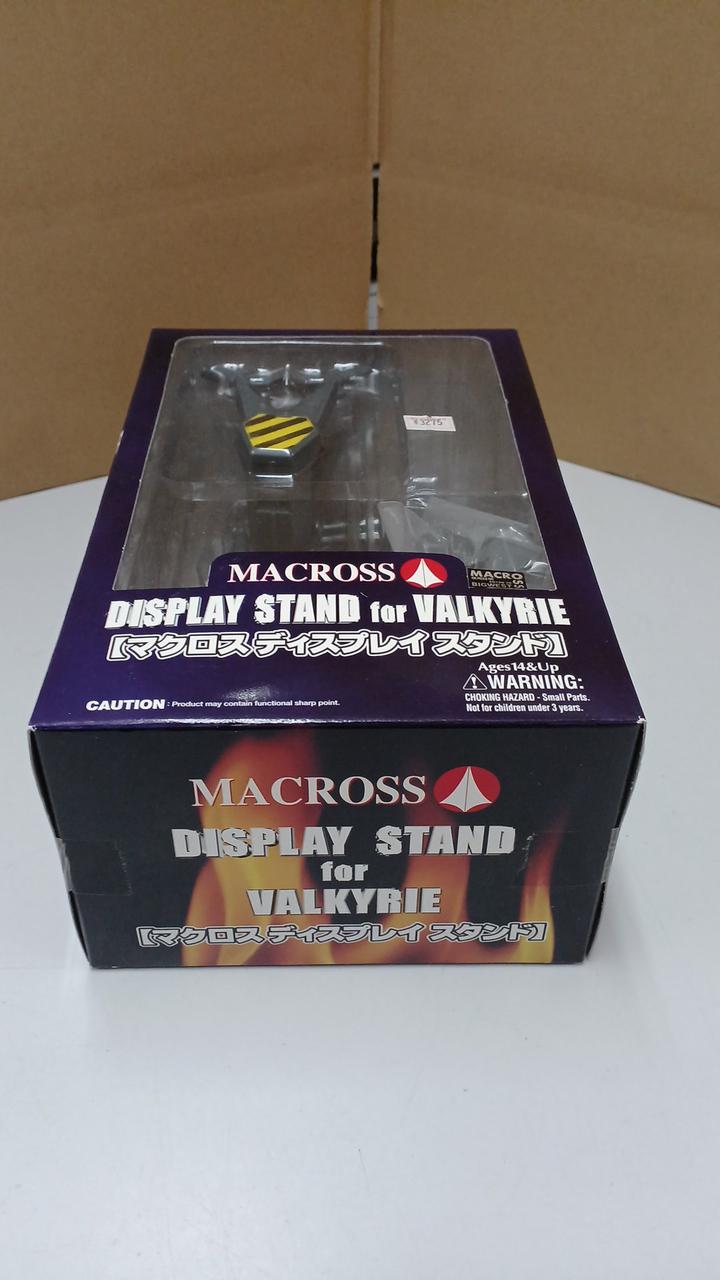 ¥3275
MACROSS
MACROSS
BIGWEST
DISPLAY STAND for VALKYRIE
【マクロス ディスプレイ スタンド】
Ages14&Up
WARNING:
CHOKING HAZARD - Small Parts.
Not for children under 3 years.
CAUTION : Product may contain functional sharp point.
MACROSS
DISPLAY STAND
for
VALKYRIE
【マクロス ディスプレイ スタンド】